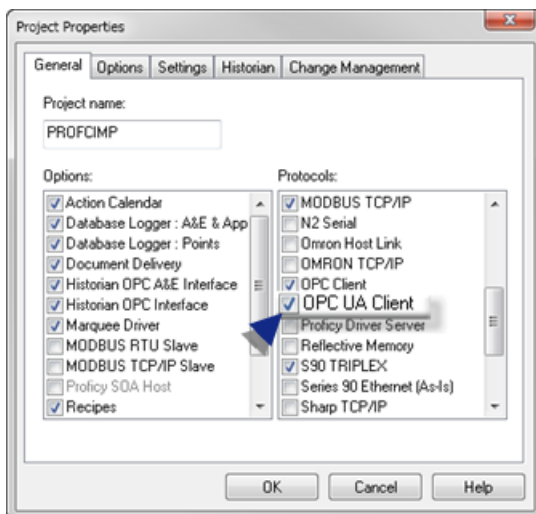 Project Properties
General Options Settings Historian Change Management
Project name:
PROFCIMP
Options:
Action Calendar
Database Logger : A&E & App
Database Logger : Points
Document Delivery
Historian OPC A&E Interface
Historian OPC Interface
Marquee Driver
MODBUS RTU Slave
MODBUS TCP/IP Slave
Proficy SOA Host
Recipes
Protocols:
MODBUS TCP/IP
N2 Serial
Omron Host Link
OMRON TCP/IP
OPC Client
OPC UA Client
Proficy Driver Server
Reflective Memory
S90 TRIPLEX
Series 90 Ethernet (As-Is)
Sharp TCP/IP
OK Cancel Help